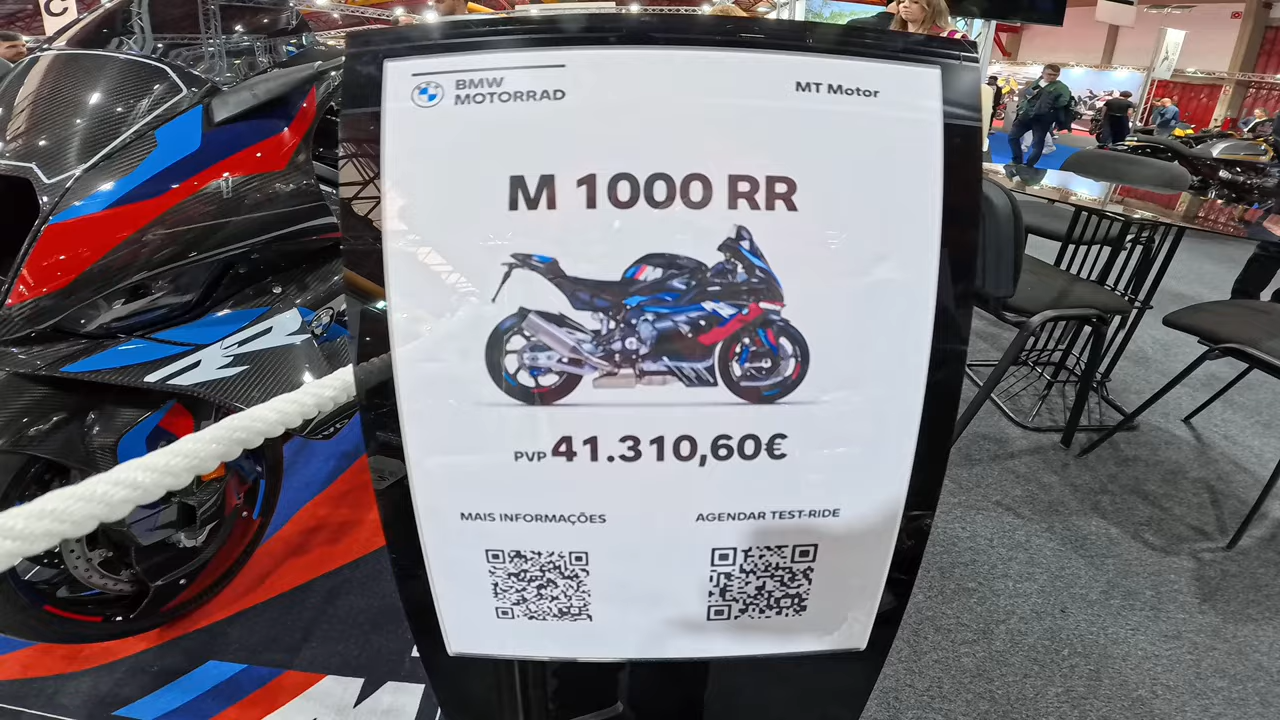 C
BMW
MOTORRAD
MT Motor
M 1000 RR
PVP 41.310,60€
MAIS INFORMAÇÕES
AGENDAR TEST-RIDE